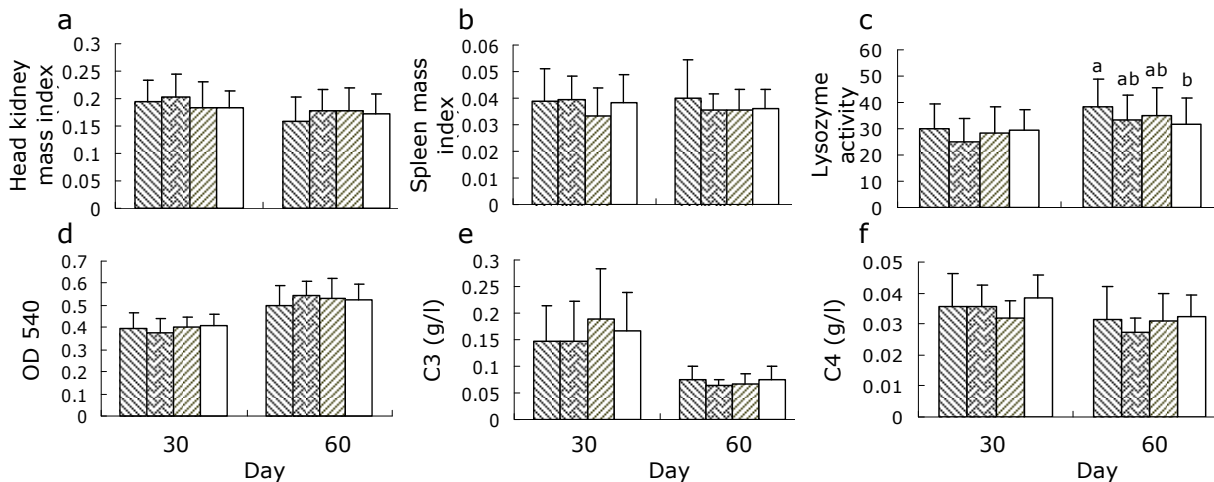 a
Head kidney
mass index
0.3
0.25
0.2
0.15
0.1
0.05
0
b
Spleen mass
index
0.06
0.05
0.04
0.03
0.02
0.01
0
c
Lysozyme
activity
60
50
40
30
20
10
0
a
ab
ab
b
d
OD 540
0.7
0.6
0.5
0.4
0.3
0.2
0.1
0
30
60
Day
e
C3 (g/l)
0.3
0.25
0.2
0.15
0.1
0.05
0
30
60
Day
f
C4 (g/l)
0.05
0.04
0.03
0.02
0.01
0
30
60
Day